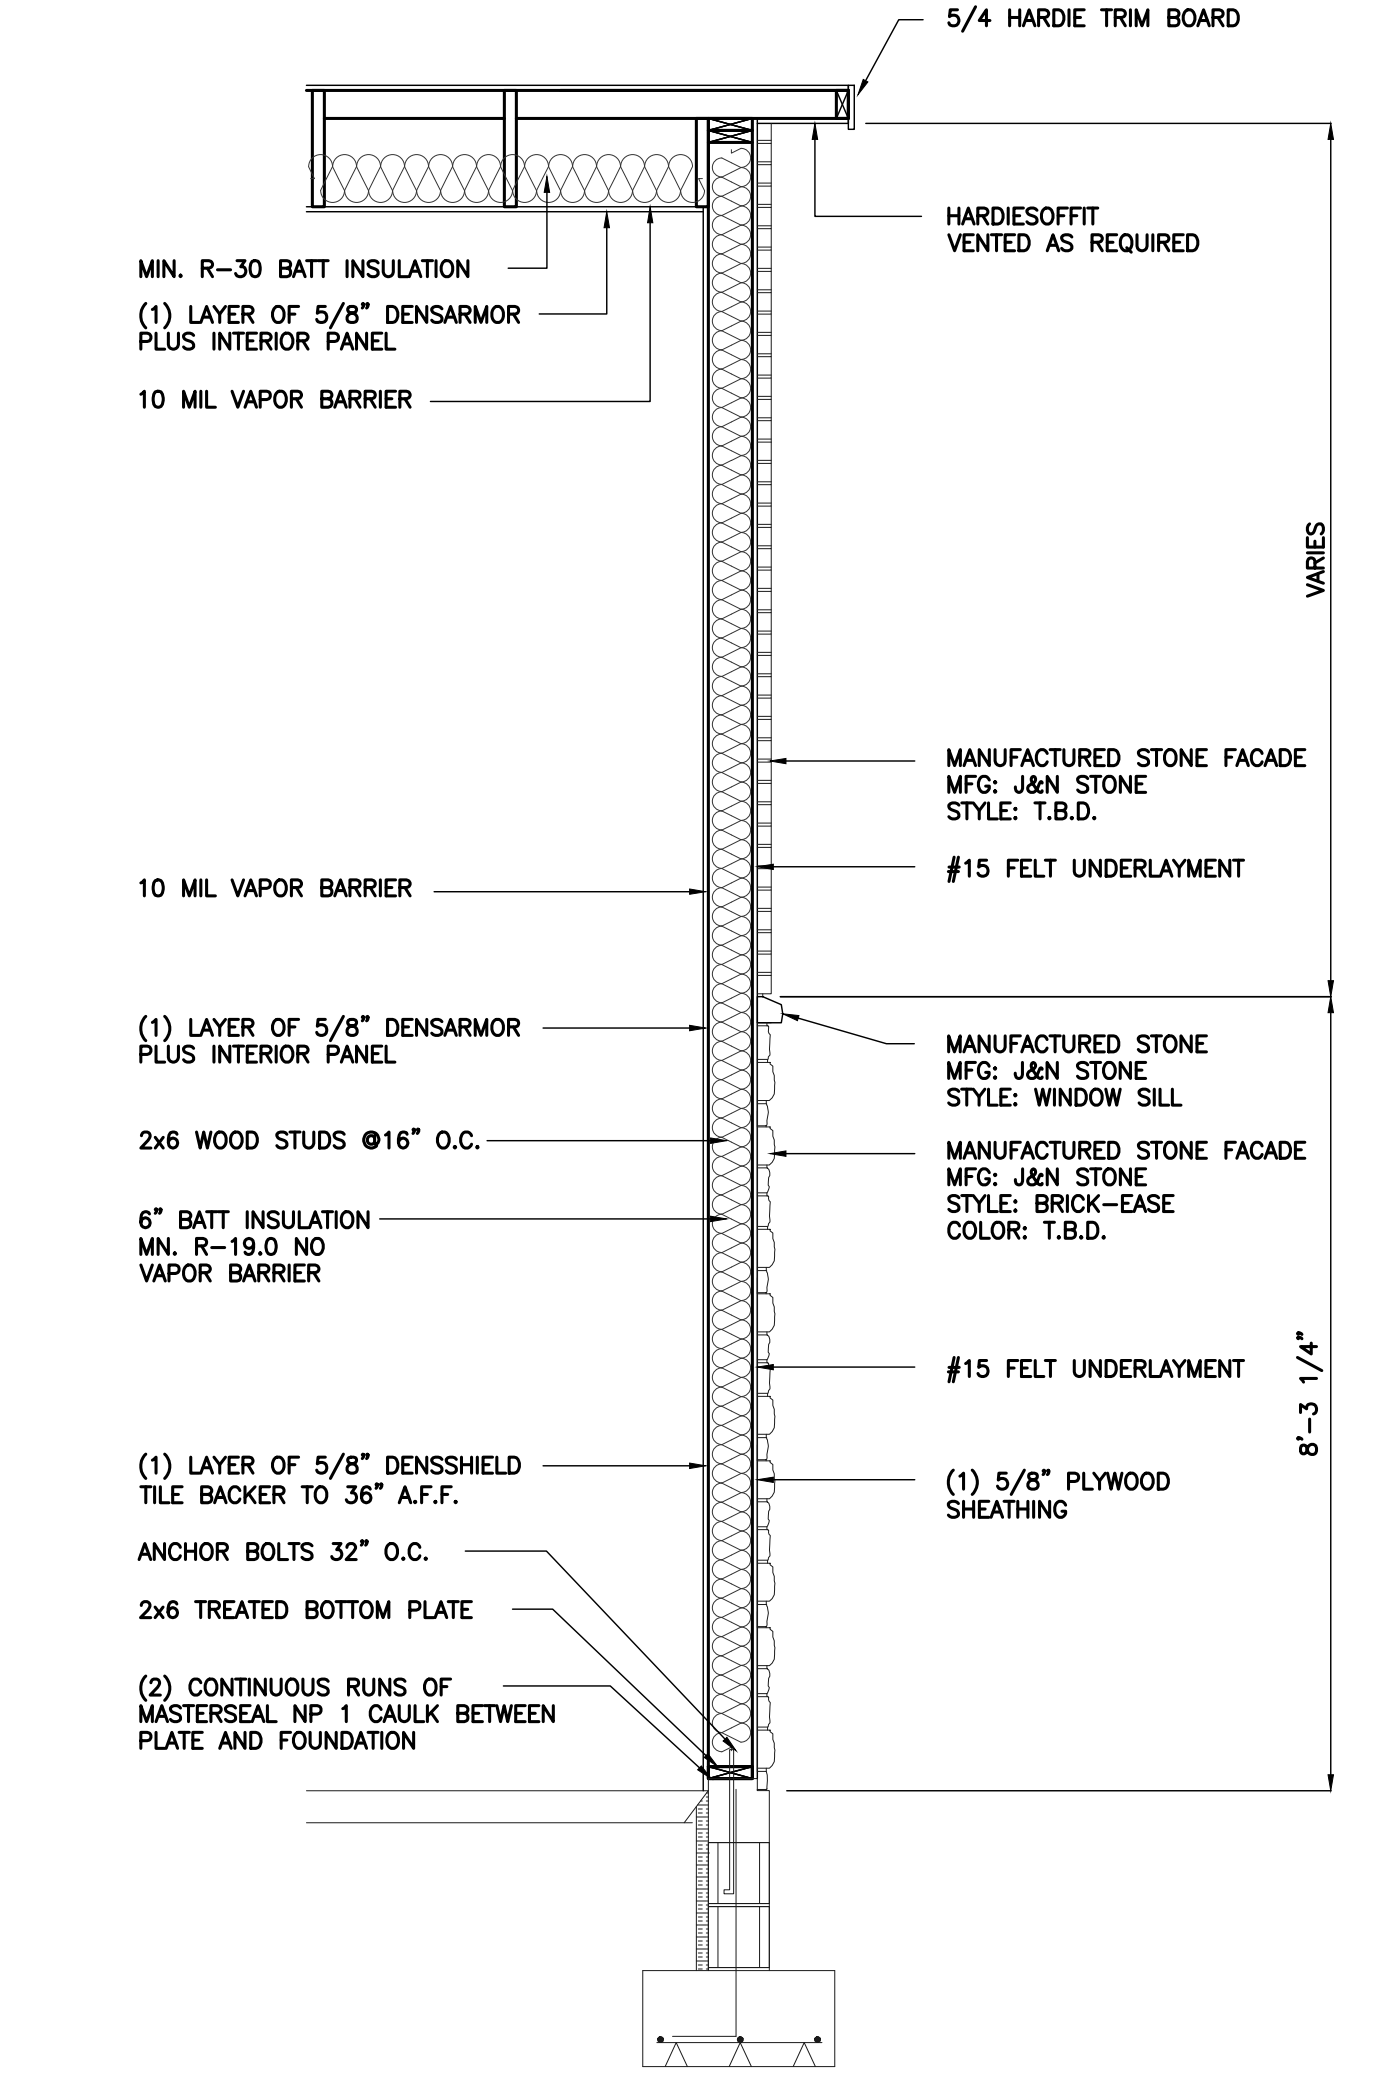 5/4 HARDIE TRIM BOARD
HARDIESOFFIT
VENTED AS REQUIRED
MIN. R-30 BATT INSULATION
(1) LAYER OF 5/8" DENSARMOR
PLUS INTERIOR PANEL
10 MIL VAPOR BARRIER
VARIES
MANUFACTURED STONE FACADE
MFG: J&N STONE
STYLE: T.B.D.
#15 FELT UNDERLAYMENT
10 MIL VAPOR BARRIER
(1) LAYER OF 5/8" DENSARMOR
PLUS INTERIOR PANEL
MANUFACTURED STONE
MFG: J&N STONE
STYLE: WINDOW SILL
2x6 WOOD STUDS @16" O.C.
MANUFACTURED STONE FACADE
MFG: J&N STONE
STYLE: BRICK-EASE
COLOR: T.B.D.
6" BATT INSULATION
MN. R-19.0 NO
VAPOR BARRIER
#15 FELT UNDERLAYMENT
8'-3 1/4"
(1) LAYER OF 5/8" DENSSHIELD
TILE BACKER TO 36" A.F.F.
(1) 5/8" PLYWOOD
SHEATHING
ANCHOR BOLTS 32" O.C.
2x6 TREATED BOTTOM PLATE
(2) CONTINUOUS RUNS OF
MASTERSEAL NP 1 CAULK BETWEEN
PLATE AND FOUNDATION